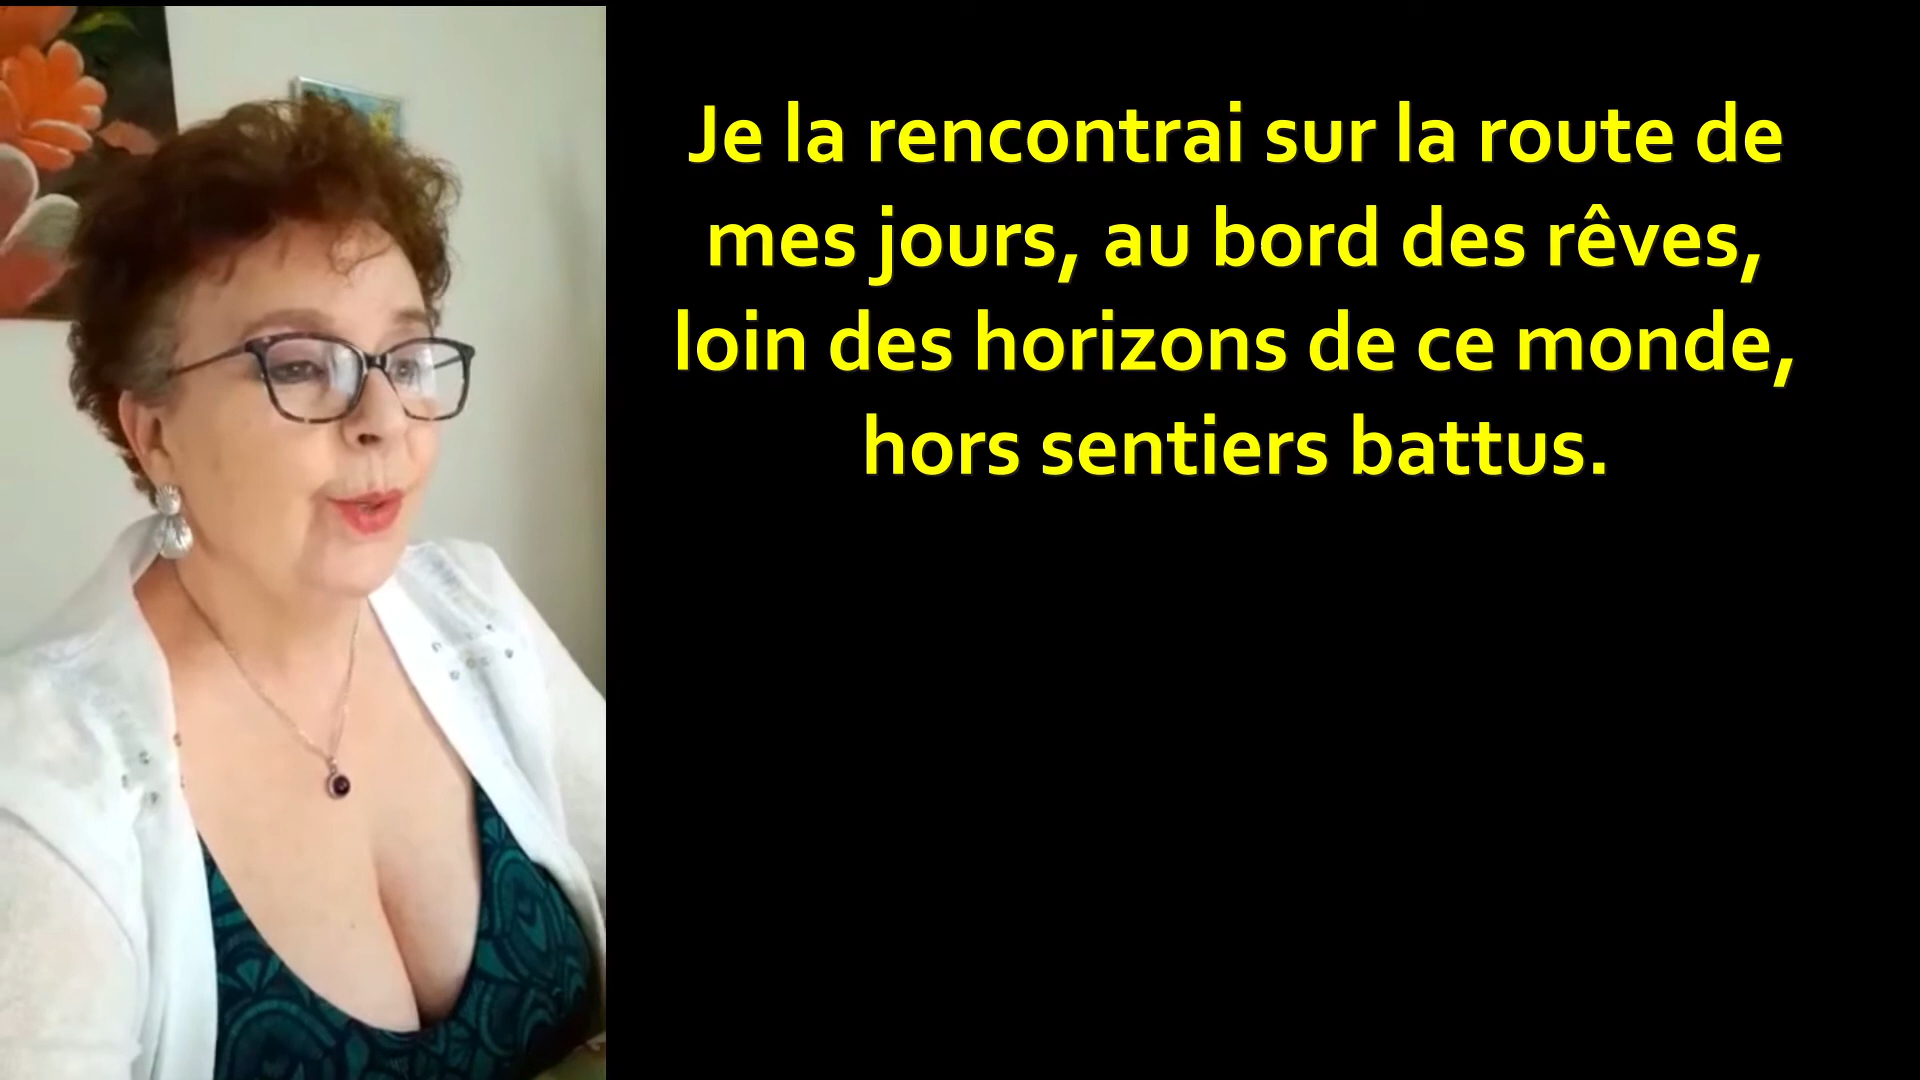 Je la rencontrai sur la route de
mes jours, au bord des rêves,
loin des horizons de ce monde,
hors sentiers battus.